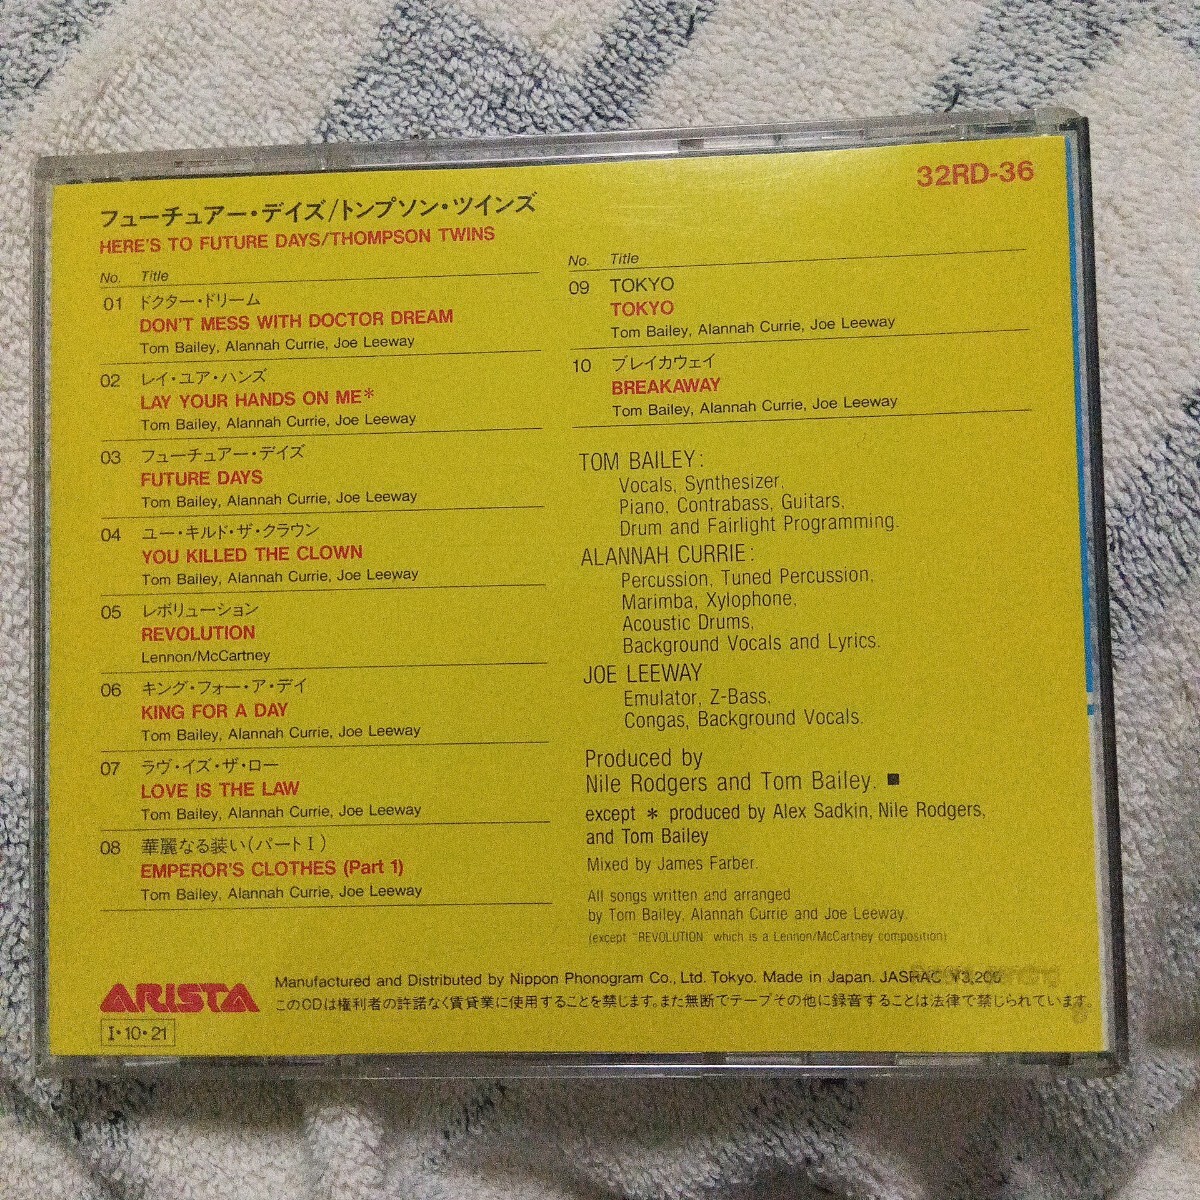 32RD-36
フューチュアー・デイズ/トンプソン・ツインズ
HERE'S TO FUTURE DAYS/THOMPSON TWINS
No. Title
01 ドクター・ドリーム
DON'T MESS WITH DOCTOR DREAM
Tom Bailey, Alannah Currie, Joe Leeway
02 レイ・ユア・ハンズ
LAY YOUR HANDS ON ME*
Tom Bailey, Alannah Currie, Joe Leeway
03 フューチュアー・デイズ
FUTURE DAYS
Tom Bailey, Alannah Currie, Joe Leeway
04 ユー・キルド・ザ・クラウン
YOU KILLED THE CLOWN
Tom Bailey, Alannah Currie, Joe Leeway
05 レボリューション
REVOLUTION
Lennon/McCartney
06 キング・フォー・ア・デイ
KING FOR A DAY
Tom Bailey, Alannah Currie, Joe Leeway
07 ラヴ・イズ・ザ・ロー
LOVE IS THE LAW
Tom Bailey, Alannah Currie, Joe Leeway
08 華麗なる装い(パートⅠ)
EMPEROR'S CLOTHES (Part 1)
Tom Bailey, Alannah Currie, Joe Leeway
No. Title
09 TOKYO
TOKYO
Tom Bailey, Alannah Currie, Joe Leeway
10 ブレイカウェイ
BREAKAWAY
Tom Bailey, Alannah Currie, Joe Leeway
TOM BAILEY:
Vocals, Synthesizer,
Piano, Contrabass, Guitars,
Drum and Fairlight Programming.
ALANNAH CURRIE:
Percussion, Tuned Percussion,
Marimba, Xylophone,
Acoustic Drums,
Background Vocals and Lyrics.
JOE LEEWAY
Emulator, Z-Bass,
Congas, Background Vocals.
Produced by
Nile Rodgers and Tom Bailey. ■
except * produced by Alex Sadkin, Nile Rodgers,
and Tom Bailey
Mixed by James Farber.
All songs written and arranged
by Tom Bailey, Alannah Currie and Joe Leeway.
(except "REVOLUTION" which is a Lennon/McCartney composition)
ARISTA
Manufactured and Distributed by Nippon Phonogram Co., Ltd. Tokyo. Made in Japan. JASRAC ¥3,200
このCDは権利者の許諾なく賃貸業に使用することを禁じます。また無断でテープその他に録音することは法律で禁じられています。
I・10・21